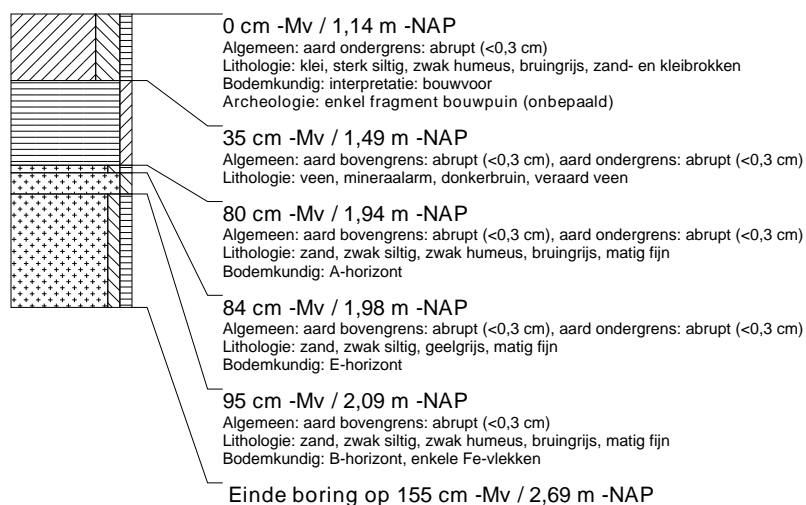 0 cm -Mv / 1,14 m -NAP
Algemeen: aard ondergrens: abrupt (<0,3 cm)
Lithologie: klei, sterk siltig, zwak humeus, bruingrijs, zand- en kleibrokken
Bodemkundig: interpretatie: bouwvoor
Archeologie: enkel fragment bouwpuin (onbepaald)
35 cm -Mv / 1,49 m -NAP
Algemeen: aard bovengrens: abrupt (<0,3 cm), aard ondergrens: abrupt (<0,3 cm)
Lithologie: veen, mineraalarm, donkerbruin, veraard veen
80 cm -Mv / 1,94 m -NAP
Algemeen: aard bovengrens: abrupt (<0,3 cm), aard ondergrens: abrupt (<0,3 cm)
Lithologie: zand, zwak siltig, zwak humeus, bruingrijs, matig fijn
Bodemkundig: A-horizont
84 cm -Mv / 1,98 m -NAP
Algemeen: aard bovengrens: abrupt (<0,3 cm), aard ondergrens: abrupt (<0,3 cm)
Lithologie: zand, zwak siltig, geelgrijs, matig fijn
Bodemkundig: E-horizont
95 cm -Mv / 2,09 m -NAP
Algemeen: aard bovengrens: abrupt (<0,3 cm)
Lithologie: zand, zwak siltig, zwak humeus, bruingrijs, matig fijn
Bodemkundig: B-horizont, enkele Fe-vlekken
Einde boring op 155 cm -Mv / 2,69 m -NAP